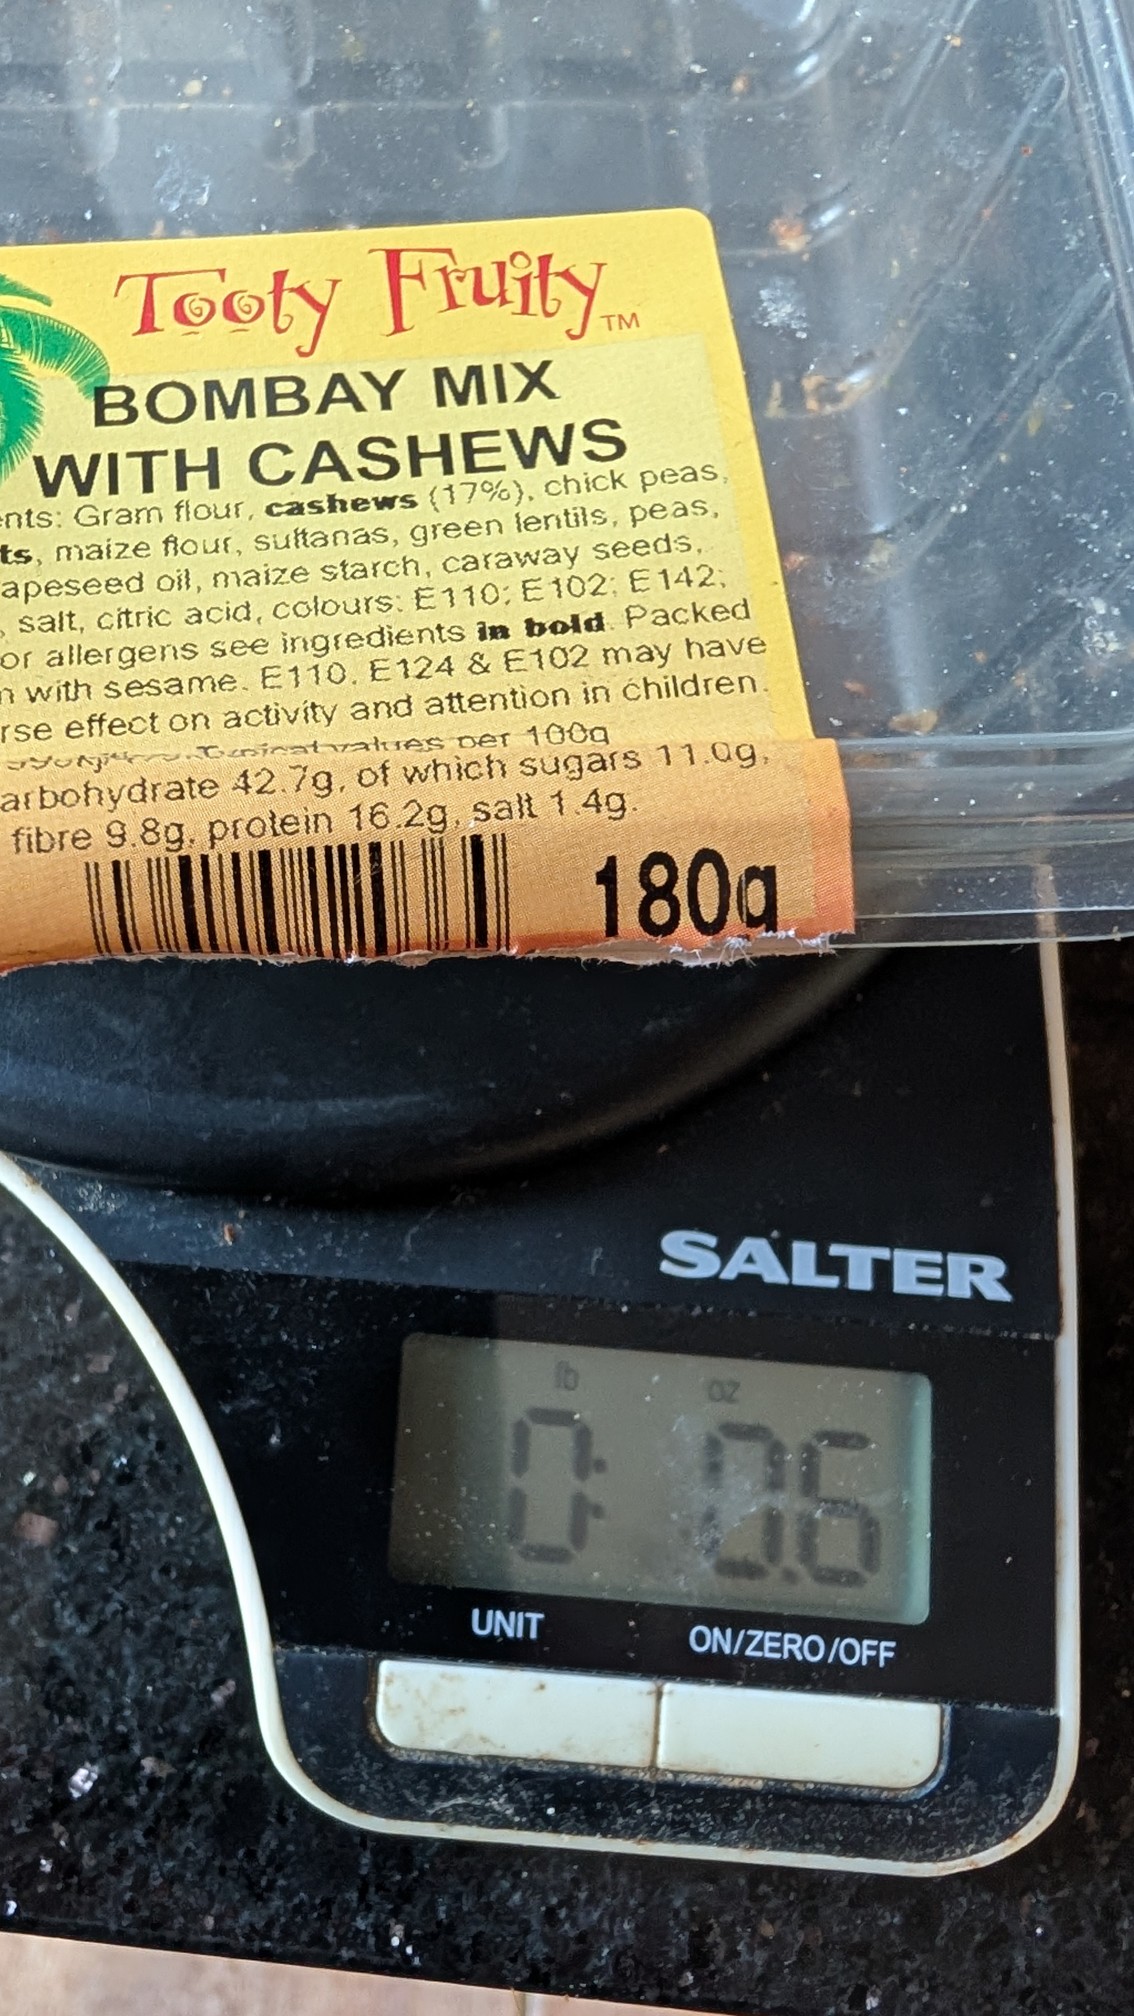 Tooty Fruity™
BOMBAY MIX
WITH CASHEWS
nts: Gram flour, cashews (17%), chick peas,
ts, maize flour, sultanas, green lentils, peas,
apeseed oil, maize starch, caraway seeds,
, salt, citric acid, colours: E110; E102; E142;
or allergens see ingredients in bold. Packed
n with sesame. E110, E124 & E102 may have
rse effect on activity and attention in children.
Typical values per 100g
arbohydrate 42.7g, of which sugars 11.0g,
fibre 9.8g, protein 16.2g, salt 1.4g.
180g
SALTER
lb oz
0: 0.6
UNIT ON/ZERO/OFF